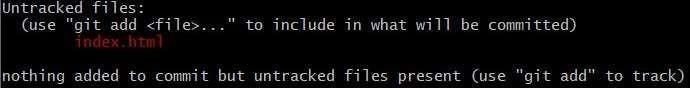 Untracked files:
(use "git add <file>..." to include in what will be committed)
index.html
nothing added to commit but untracked files present (use "git add" to track)